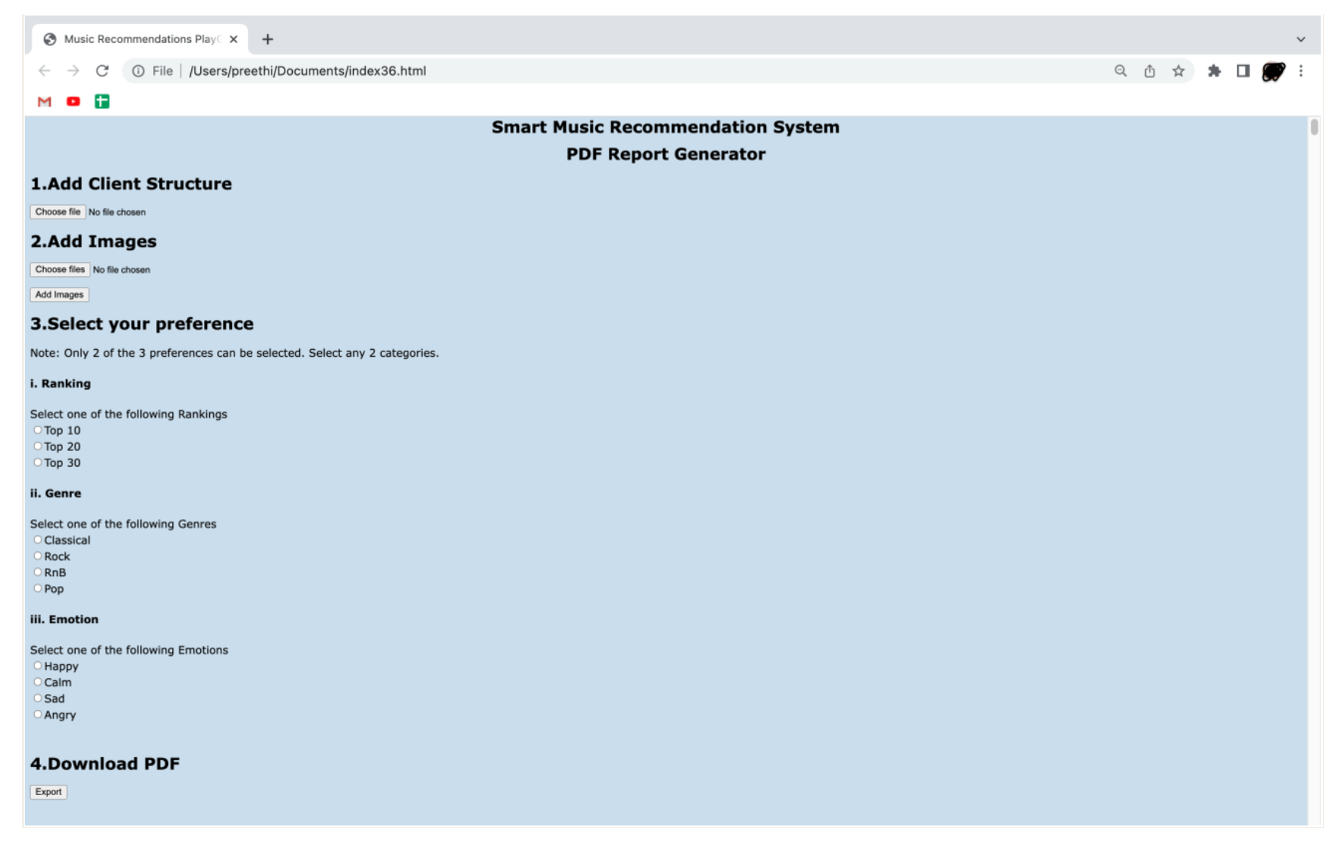 Music Recommendations Play
File | /Users/preethi/Documents/index36.html
Smart Music Recommendation System
PDF Report Generator
1.Add Client Structure
Choose file No file chosen
2.Add Images
Choose files No file chosen
Add Images
3.Select your preference
Note: Only 2 of the 3 preferences can be selected. Select any 2 categories.
i. Ranking
Select one of the following Rankings
Top 10
Top 20
Top 30
ii. Genre
Select one of the following Genres
Classical
Rock
RnB
Pop
iii. Emotion
Select one of the following Emotions
Happy
Calm
Sad
Angry
4.Download PDF
Export